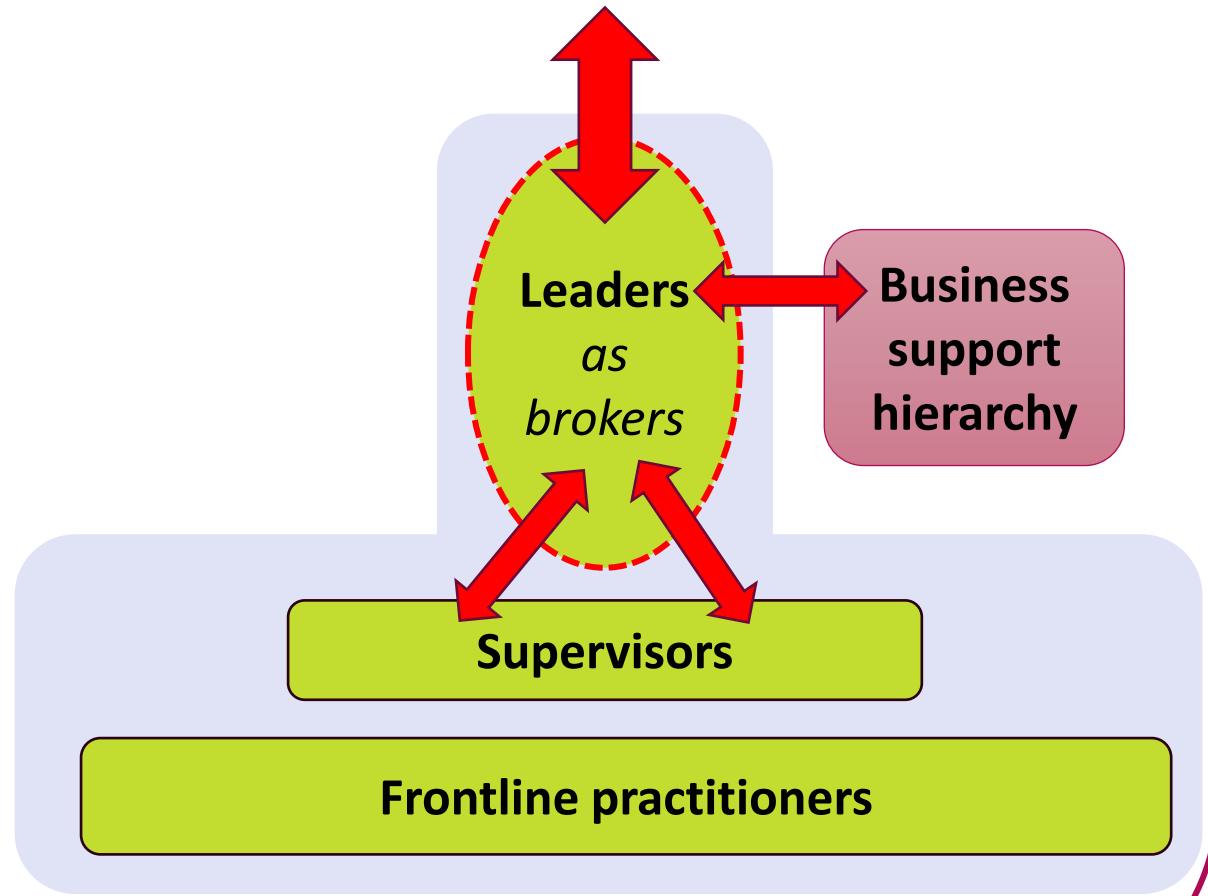 Leaders
as
brokers
Business
support
hierarchy
Supervisors
Frontline practitioners